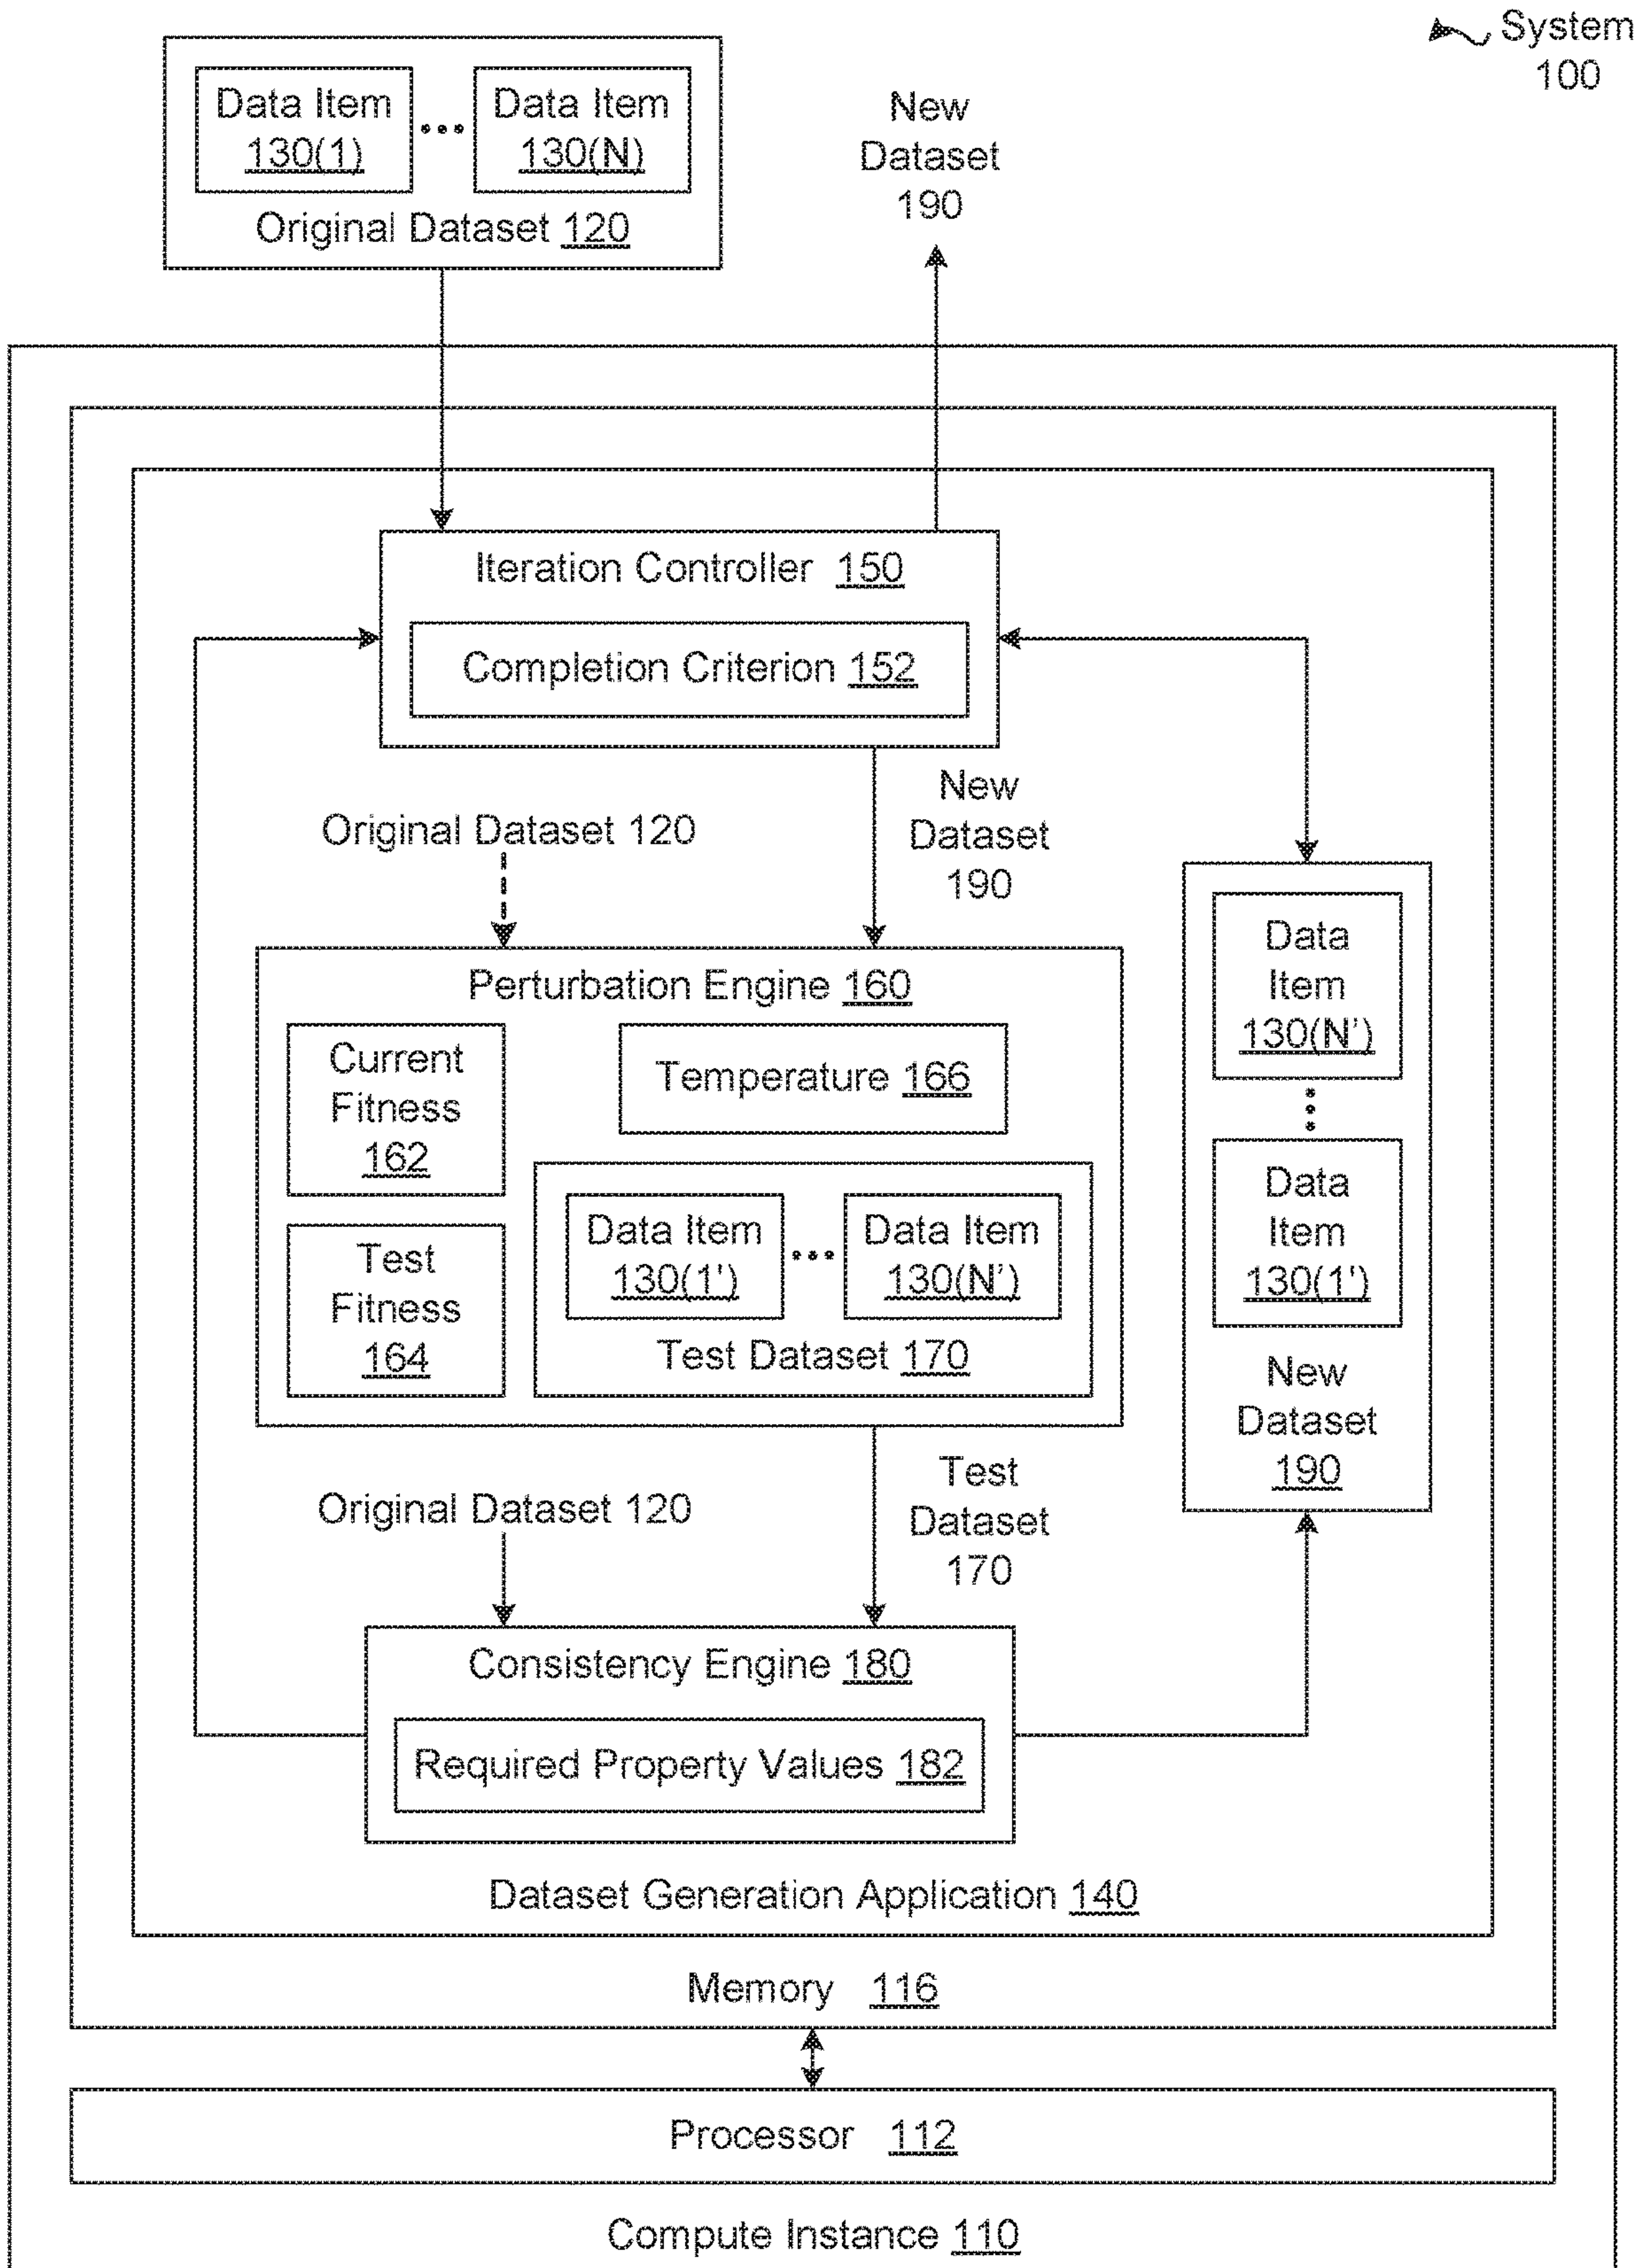 System
100
Data Item
130(1)
Data Item
130(N)
Original Dataset 120
New
Dataset
190
Iteration Controller 150
Completion Criterion 152
Original Dataset 120
New
Dataset
190
Perturbation Engine 160
Current
Fitness
162
Temperature 166
Test
Fitness
164
Data Item
130(1')
Data Item
130(N')
Test Dataset 170
Data
Item
130(N')
Data
Item
130(1')
New
Dataset
190
Original Dataset 120
Test
Dataset
170
Consistency Engine 180
Required Property Values 182
Dataset Generation Application 140
Memory 116
Processor 112
Compute Instance 110